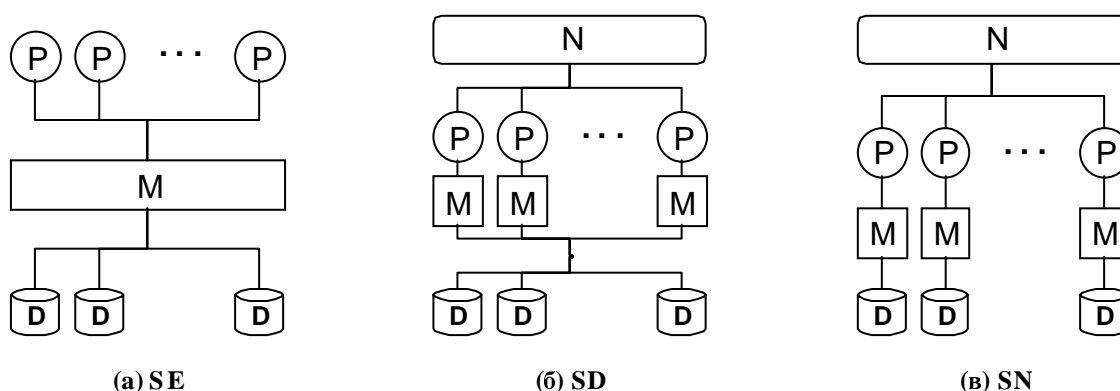 P P ... P
M
D D D
(а) SE
N
P P ... P
M M M
D D D
(б) SD
N
P P ... P
M M M
D D D
(в) SN